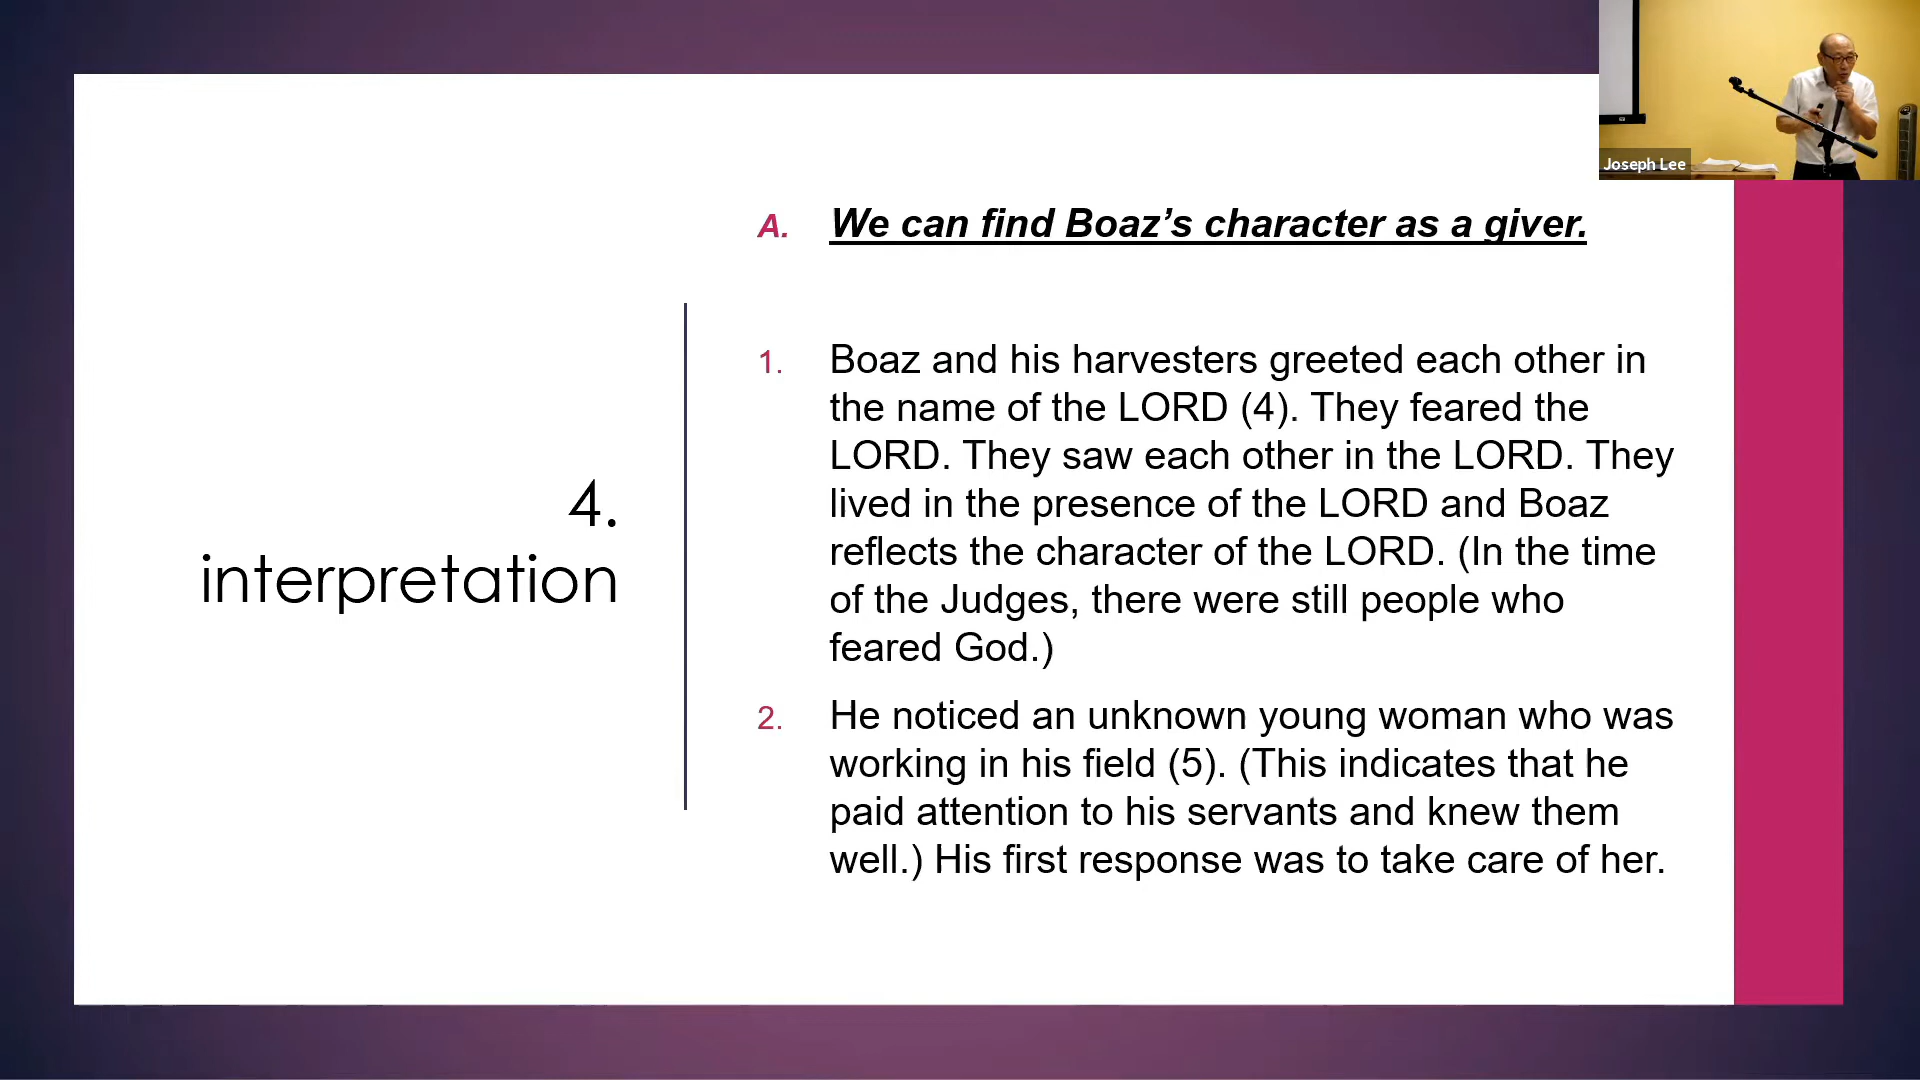 Joseph Lee
4.
interpretation
A. We can find Boaz’s character as a giver.
1. Boaz and his harvesters greeted each other in
the name of the LORD (4). They feared the
LORD. They saw each other in the LORD. They
lived in the presence of the LORD and Boaz
reflects the character of the LORD. (In the time
of the Judges, there were still people who
feared God.)
2. He noticed an unknown young woman who was
working in his field (5). (This indicates that he
paid attention to his servants and knew them
well.) His first response was to take care of her.